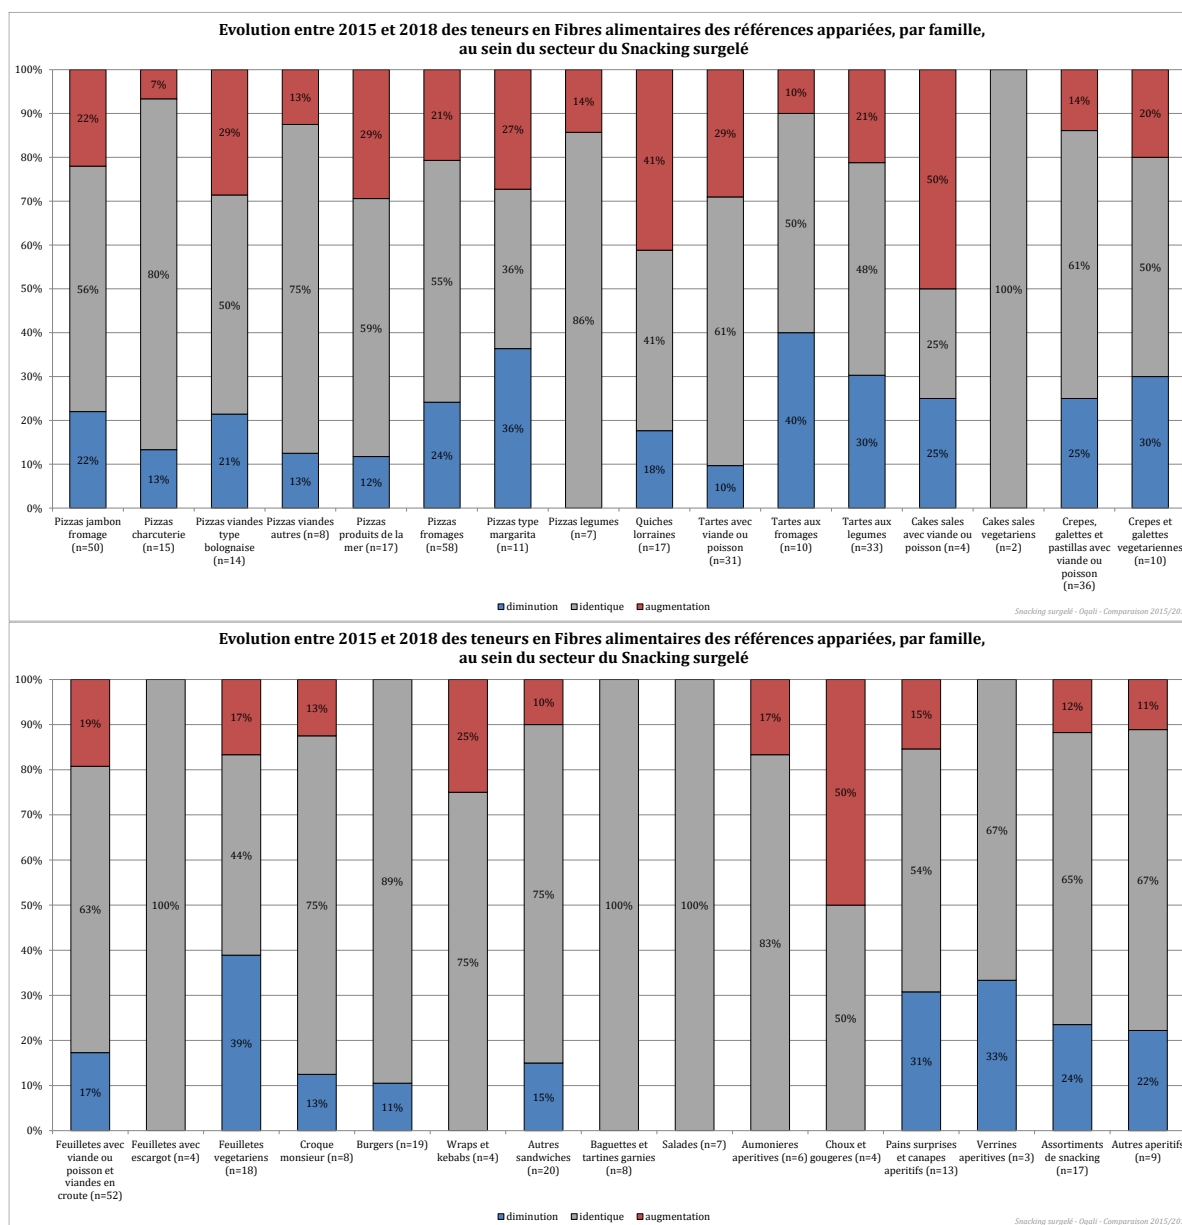 Evolution entre 2015 et 2018 des teneurs en Fibres alimentaires des références appariées, par famille,
au sein du secteur du Snacking surgelé
100%
90%
80%
70%
60%
50%
40%
30%
20%
10%
0%
22% 7% 29% 13% 29% 21% 27% 14% 41% 29% 10% 21% 50% 14% 20%
56% 80% 50% 75% 59% 55% 36% 86% 41% 61% 50% 48% 25% 100% 61% 50%
22% 13% 21% 13% 12% 24% 36% 18% 10% 40% 30% 25% 25% 30%
Pizzas jambon
fromage
(n=50)
Pizzas
charcuterie
(n=15)
Pizzas viandes
type
bolognaise
(n=14)
Pizzas viandes
autres (n=8)
Pizzas
produits de la
mer (n=17)
Pizzas
fromages
(n=58)
Pizzas type
margarita
(n=11)
Pizzas legumes
(n=7)
Quiches
lorraines
(n=17)
Tartes avec
viande ou
poisson
(n=31)
Tartes aux
fromages
(n=10)
Tartes aux
legumes
(n=33)
Cakes sales
avec viande ou
poisson (n=4)
Cakes sales
vegetariens
(n=2)
Crepes,
galettes et
pastillas avec
viande ou
poisson
(n=36)
Crepes et
galettes
vegetariennes
(n=10)
diminution identique augmentation
Snacking surgelé - Oqali - Comparaison 2015/201
Evolution entre 2015 et 2018 des teneurs en Fibres alimentaires des références appariées, par famille,
au sein du secteur du Snacking surgelé
100%
90%
80%
70%
60%
50%
40%
30%
20%
10%
0%
19% 17% 13% 25% 10% 17% 50% 15% 12% 11%
63% 100% 44% 75% 89% 75% 75% 100% 100% 83% 50% 54% 67% 65% 67%
17% 39% 13% 11% 15% 31% 33% 24% 22%
Feuilletes avec
viande ou
poisson et
viandes en
croute (n=52)
Feuilletes avec
escargot (n=4)
Feuilletes
vegetariens
(n=18)
Croque
monsieur
(n=8)
Burgers (n=19)
Wraps et
kebabs (n=4)
Autres
sandwiches
(n=20)
Baguettes et
tartines garnies
(n=8)
Salades (n=7)
Aumonieres
aperitives (n=6)
Choux et
gougeres (n=4)
Pains surprises
et canapes
aperitifs (n=13)
Verrines
aperitives (n=3)
Assortiments
de snacking
(n=17)
Autres aperitifs
(n=9)
diminution identique augmentation
Snacking surgelé - Oqali - Comparaison 2015/201